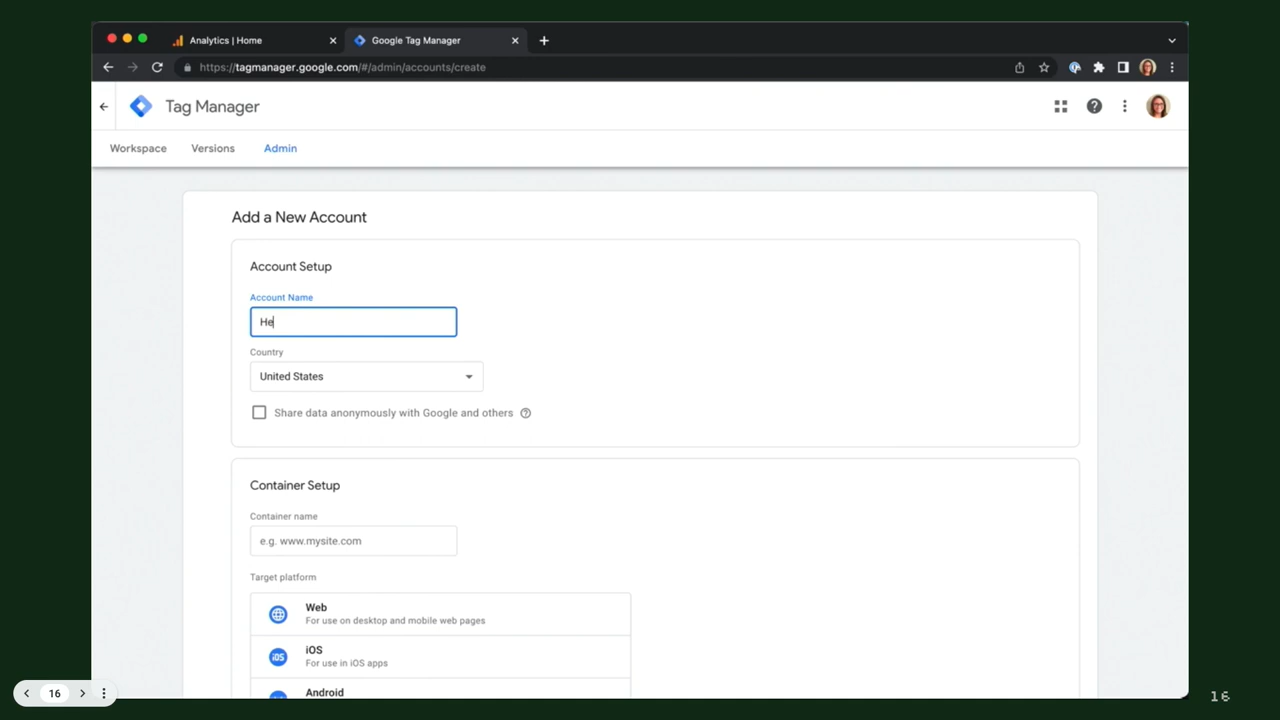 Analytics | Home
Google Tag Manager
https://tagmanager.google.com/#/admin/accounts/create
Tag Manager
Workspace Versions Admin
Add a New Account
Account Setup
Account Name
He
Country
United States
Share data anonymously with Google and others
Container Setup
Container name
e.g. www.mysite.com
Target platform
Web
For use on desktop and mobile web pages
iOS
iOS
For use in iOS apps
Android
16
16